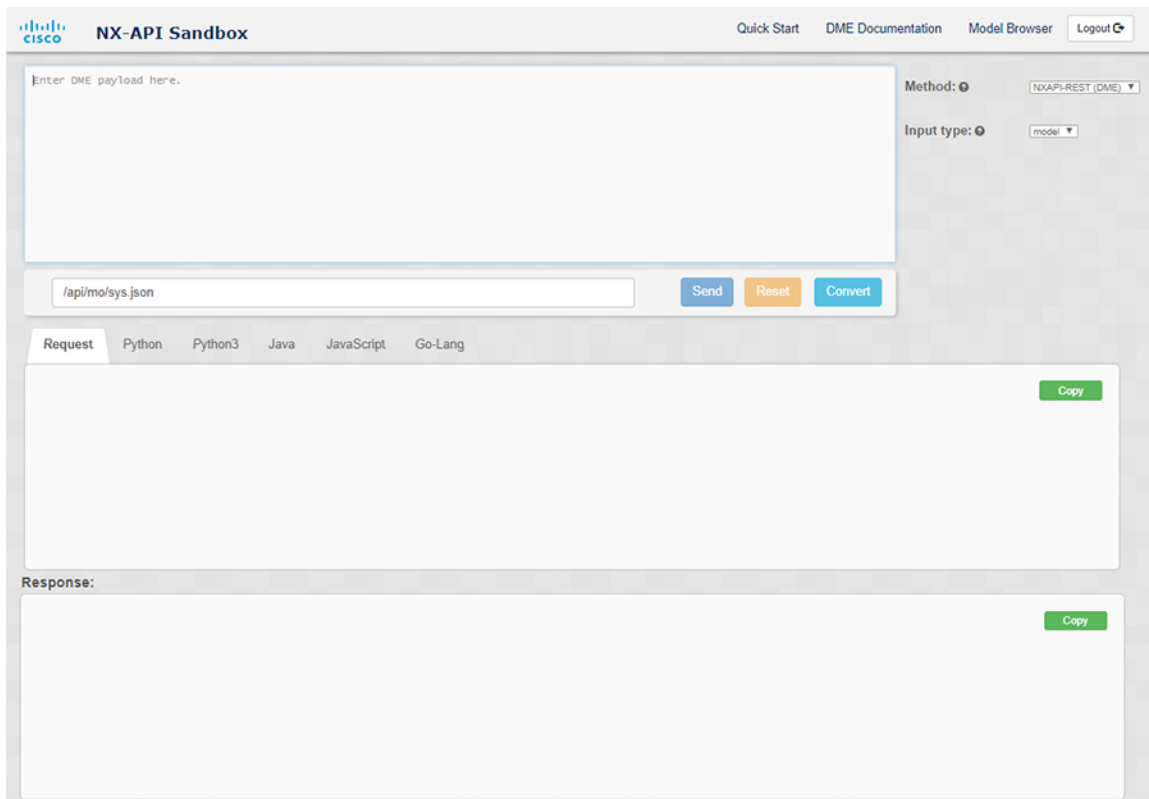 CISCO NX-API Sandbox Quick Start DME Documentation Model Browser Logout
Enter DME payload here.
Method: NXAPI-REST (DME)
Input type: model
/api/mo/sys.json Send Reset Convert
Request Python Python3 Java JavaScript Go-Lang
Copy
Response:
Copy